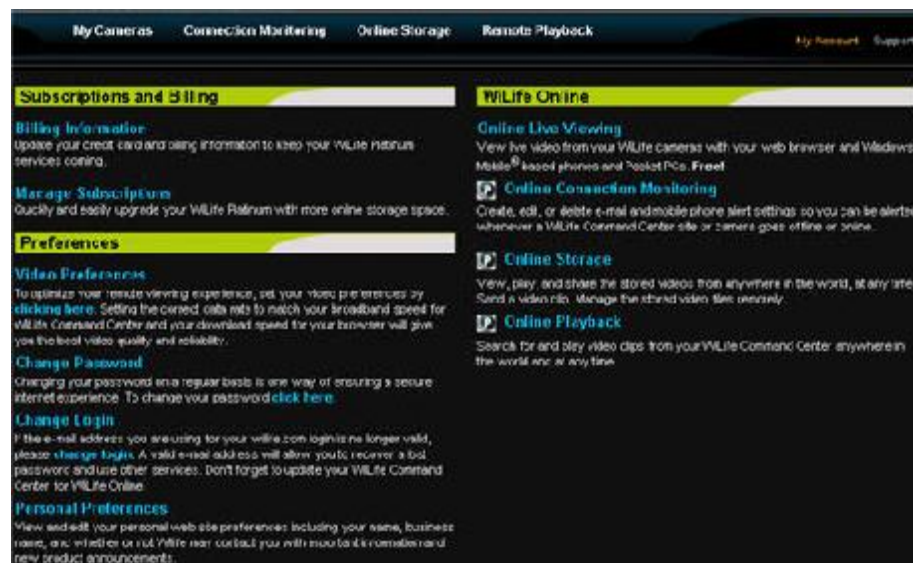 My Cameras
Connection Monitoring
Online Storage
Remote Playback
My Account
Support
Subscriptions and Billing
Billing Information
Update your credit card and billing information to keep your WiLife Platinum
services coming.
Manage Subscriptions
Quickly and easily upgrade your WiLife Platinum with more online storage space.
Preferences
Video Preferences
To optimize your remote viewing experience, set your video preferences by
clicking here. Setting the correct data rate to match your broadband speed for
WiLife Command Center and your download speed for your browser will give
you the best video quality and reliability.
Change Password
Changing your password on a regular basis is one way of ensuring a secure
internet experience. To change your password click here.
Change Login
If the e-mail address you are using for your wilife.com login is no longer valid,
please change login. A valid e-mail address will allow you to recover a lost
password and use other services. Don't forget to update your WiLife Command
Center for WiLife Online.
Personal Preferences
View and edit your personal web site preferences including your name, business
name, and whether or not WiLife may contact you with important information and
new product announcements.
WiLife Online
Online Live Viewing
View live video from your WiLife cameras with your web browser and Windows
Mobile® based phones and Pocket PCs. Free!
P Online Connection Monitoring
Create, edit, or delete e-mail and mobile phone alert settings so you can be alerted
whenever a WiLife Command Center site or camera goes offline or online.
P Online Storage
View, play, and share the stored videos from anywhere in the world, at any time.
Send a video clip. Manage the stored video files remotely.
P Online Playback
Search for and play video clips from your WiLife Command Center anywhere in
the world and at any time.